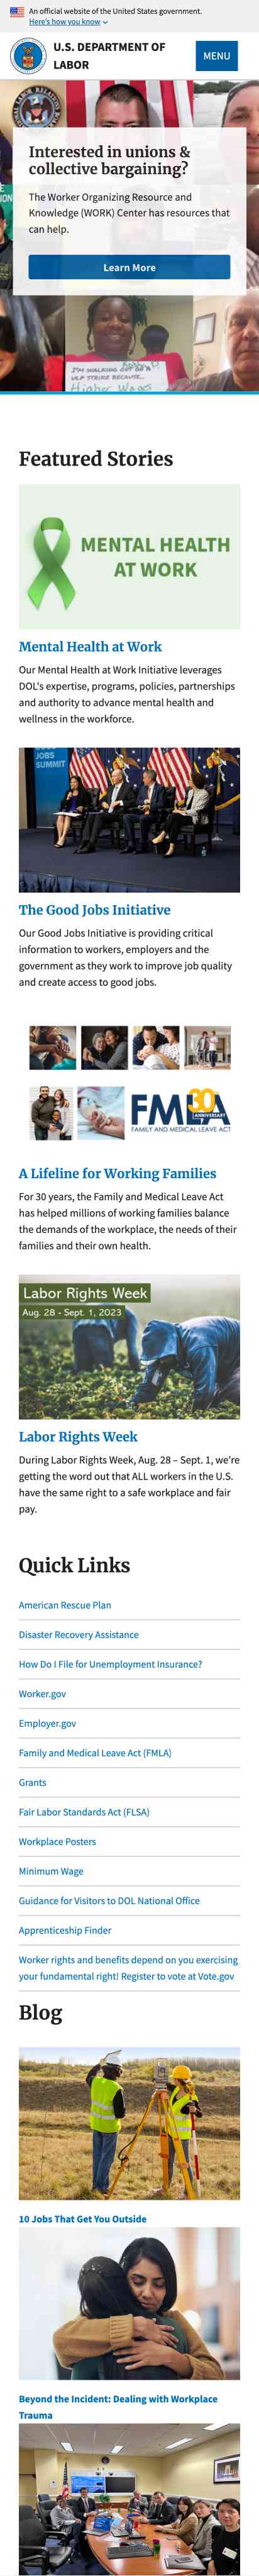 An official website of the United States government.
Here's how you know
U.S. DEPARTMENT OF
LABOR
MENU
Interested in unions &
collective bargaining?
The Worker Organizing Resource and
Knowledge (WORK) Center has resources that
can help.
Learn More
Higher Wages
Featured Stories
MENTAL HEALTH
AT WORK
Mental Health at Work
Our Mental Health at Work Initiative leverages
DOL's expertise, programs, policies, partnerships
and authority to advance mental health and
wellness in the workforce.
JOBS
SUMMIT
The Good Jobs Initiative
Our Good Jobs Initiative is providing critical
information to workers, employers and the
government as they work to improve job quality
and create access to good jobs.
FMLA
30
ANNIVERSARY
FAMILY AND MEDICAL LEAVE ACT
A Lifeline for Working Families
For 30 years, the Family and Medical Leave Act
has helped millions of working families balance
the demands of the workplace, the needs of their
families and their own health.
Labor Rights Week
Aug. 28 - Sept. 1, 2023
Labor Rights Week
During Labor Rights Week, Aug. 28 – Sept. 1, we're
getting the word out that ALL workers in the U.S.
have the same right to a safe workplace and fair
pay.
Quick Links
American Rescue Plan
Disaster Recovery Assistance
How Do I File for Unemployment Insurance?
Worker.gov
Employer.gov
Family and Medical Leave Act (FMLA)
Grants
Fair Labor Standards Act (FLSA)
Workplace Posters
Minimum Wage
Guidance for Visitors to DOL National Office
Apprenticeship Finder
Worker rights and benefits depend on you exercising
your fundamental right! Register to vote at Vote.gov
Blog
10 Jobs That Get You Outside
Beyond the Incident: Dealing with Workplace
Trauma